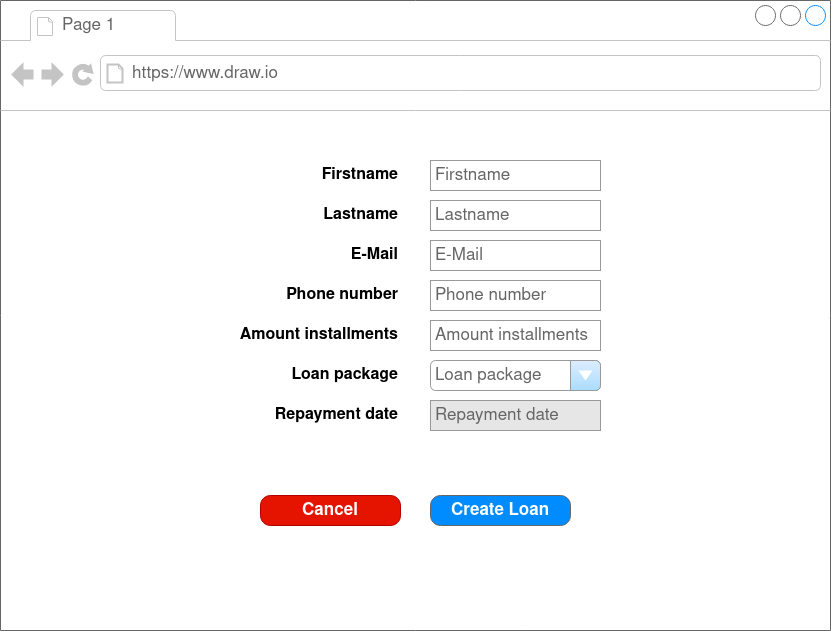 Page 1
https://www.draw.io
Firstname Firstname
Lastname Lastname
E-Mail E-Mail
Phone number Phone number
Amount installments Amount installments
Loan package Loan package
Repayment date Repayment date
Cancel Create Loan